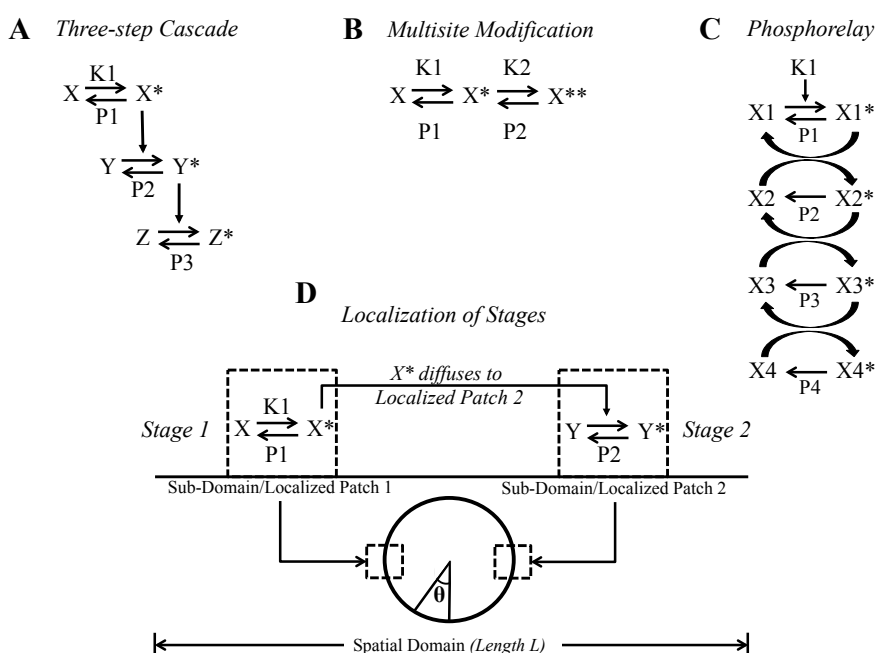 A Three-step Cascade
K1
X X*
P1
Y Y*
P2
Z Z*
P3
B Multisite Modification
K1 K2
X X* X**
P1 P2
C Phosphorelay
K1
X1 X1*
P1
X2 X2*
P2
X3 X3*
P3
X4 X4*
P4
D
Localization of Stages
X* diffuses to
Localized Patch 2
Stage 1
K1
X X*
P1
Y Y*
P2
Stage 2
Sub-Domain/Localized Patch 1 Sub-Domain/Localized Patch 2
θ
Spatial Domain (Length L)